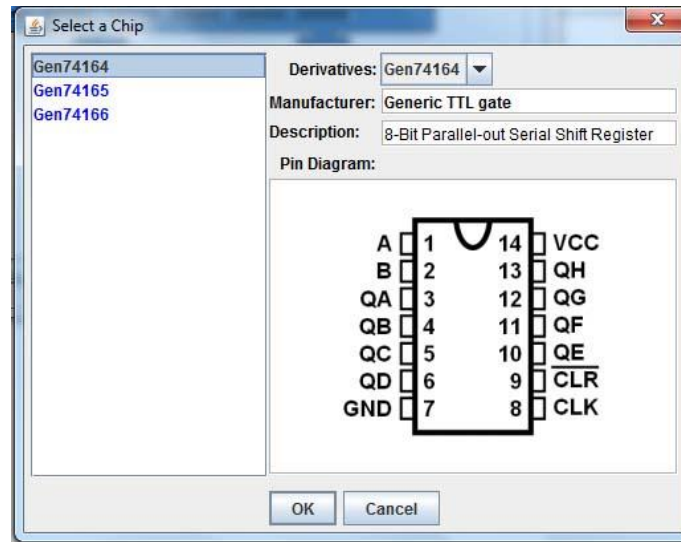 Select a Chip
Gen74164
Gen74165
Gen74166
Derivatives: Gen74164
Manufacturer: Generic TTL gate
Description: 8-Bit Parallel-out Serial Shift Register
Pin Diagram:
A 1 14 VCC
B 2 13 QH
QA 3 12 QG
QB 4 11 QF
QC 5 10 QE
QD 6 9 CLR
GND 7 8 CLK
OK Cancel